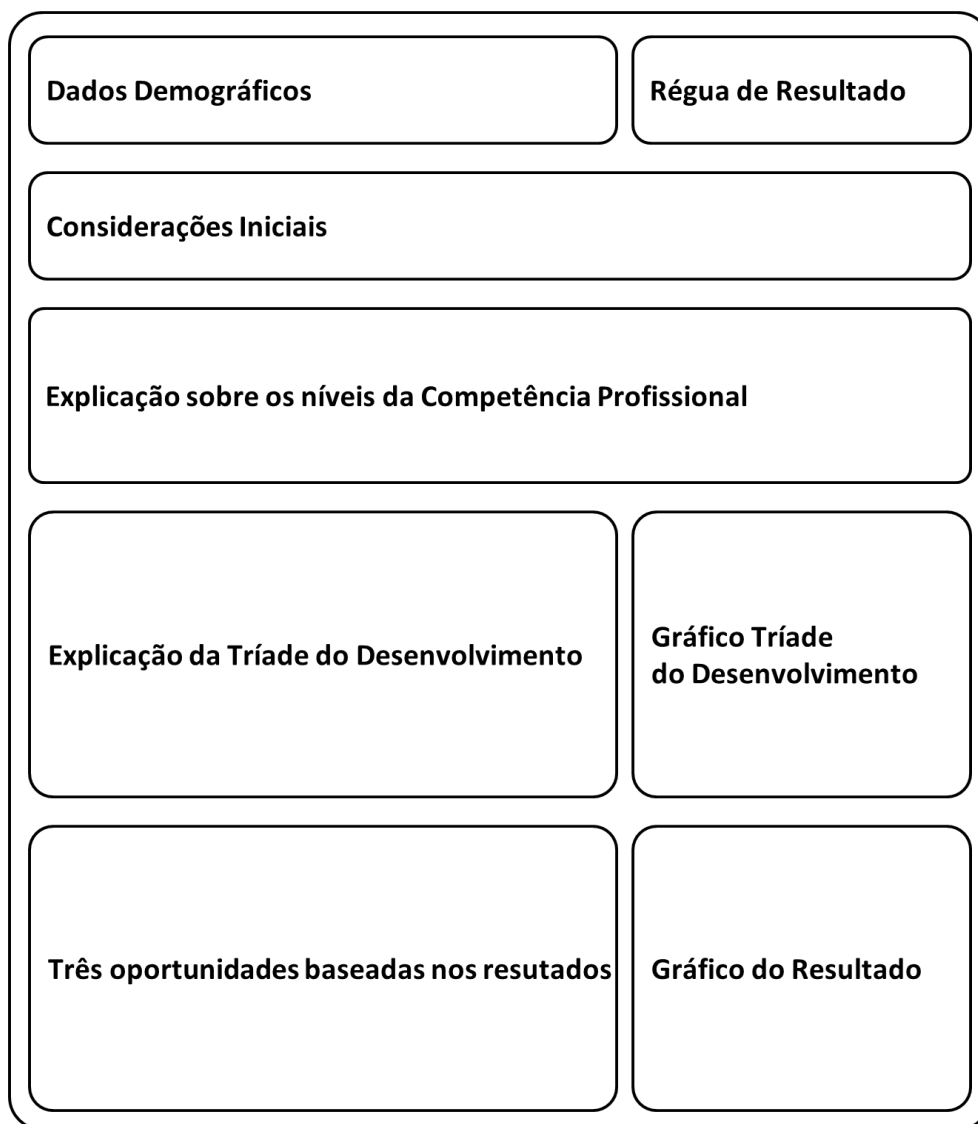 Dados Demográficos
Régua de Resultado
Considerações Iniciais
Explicação sobre os níveis da Competência Profissional
Explicação da Tríade do Desenvolvimento
Gráfico Tríade
do Desenvolvimento
Três oportunidades baseadas nos resutados
Gráfico do Resultado